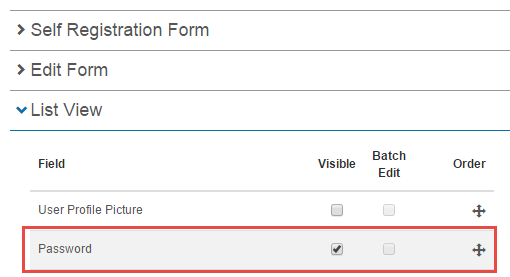 Self Registration Form
Edit Form
List View
Field Visible Batch Edit Order
User Profile Picture
Password